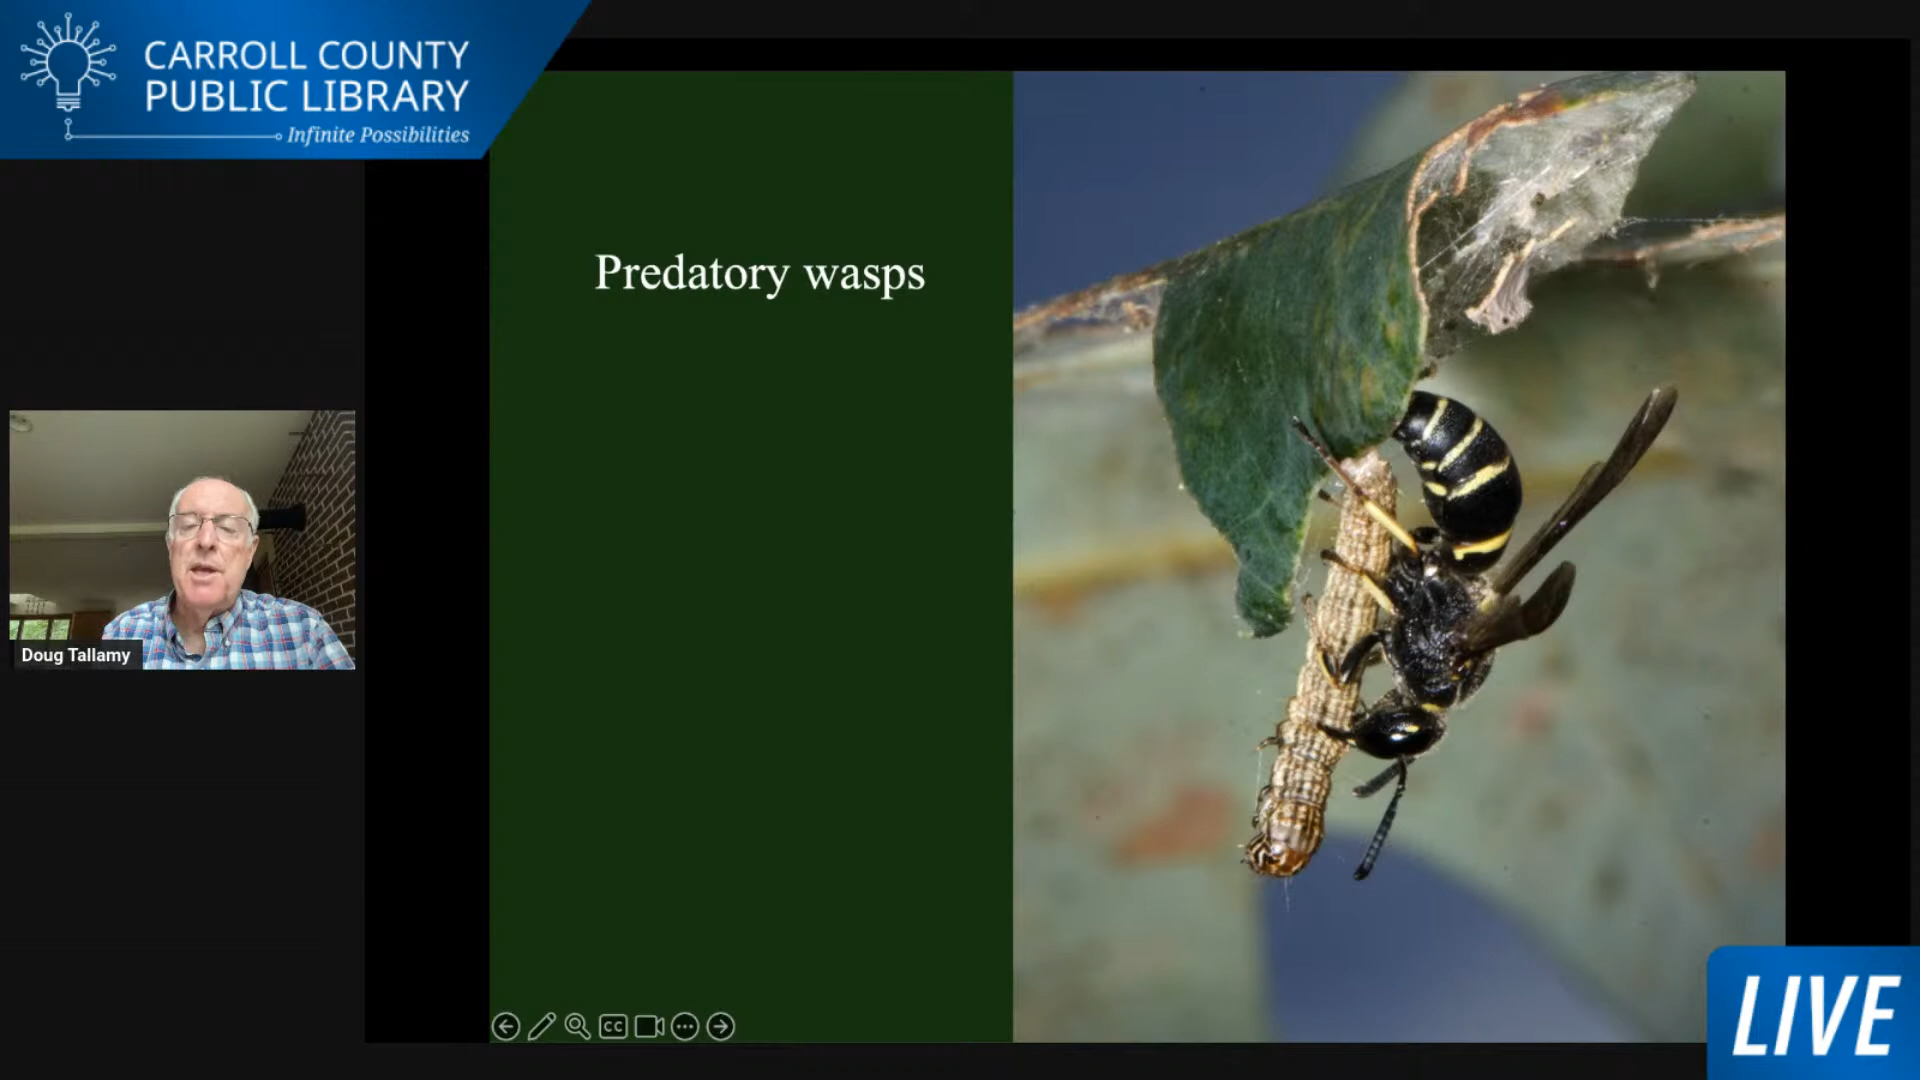 CARROLL COUNTY
PUBLIC LIBRARY
Infinite Possibilities
Predatory wasps
Doug Tallamy
CC
LIVE